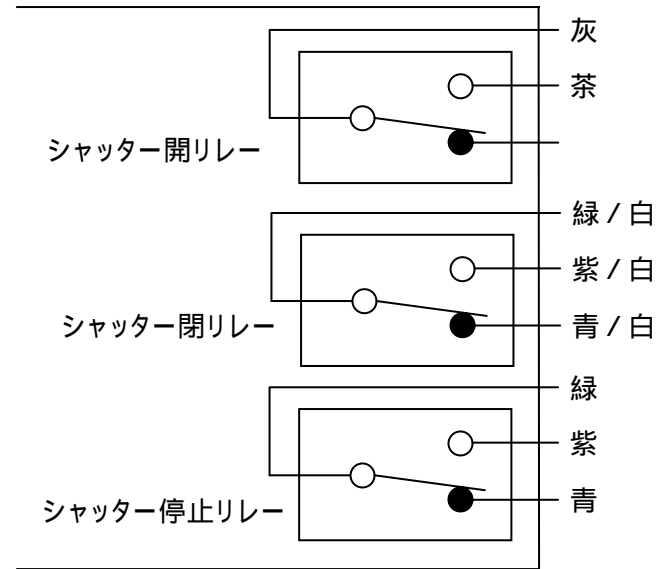 灰
茶
シャッター開リレー
緑 / 白
紫 / 白
シャッター閉リレー
青 / 白
緑
紫
シャッター停止リレー
青